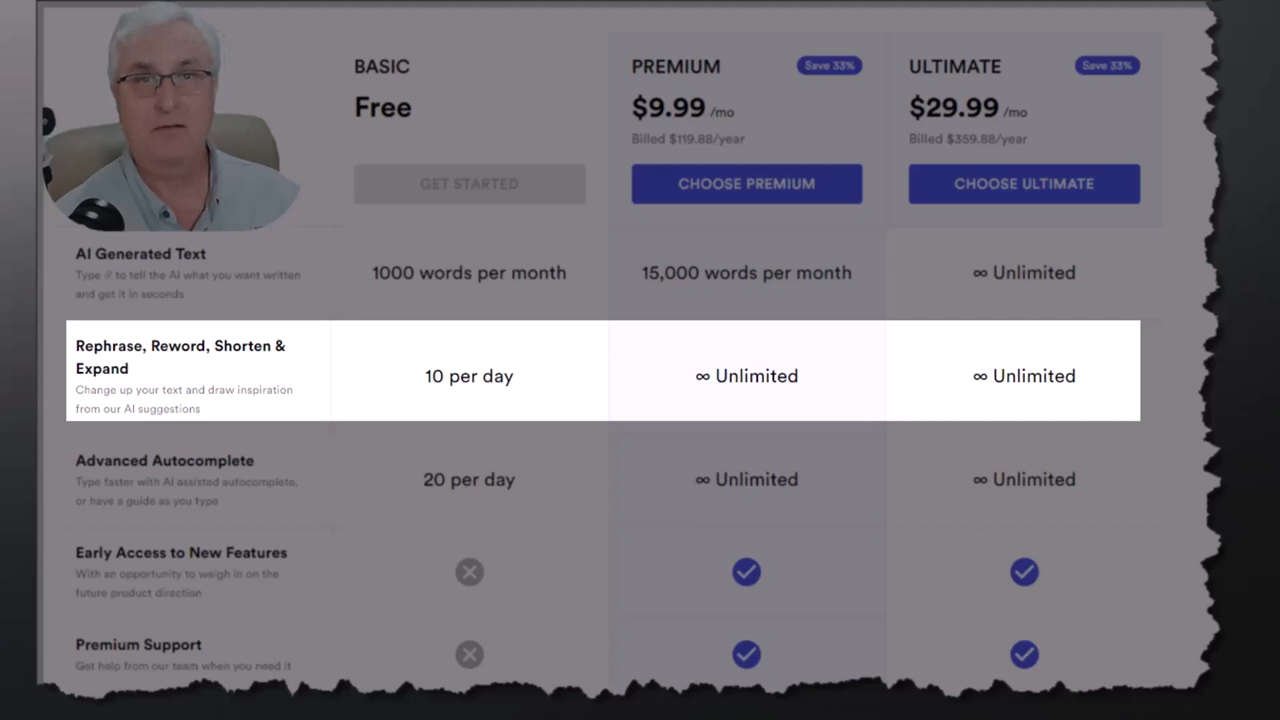 BASIC
Free
GET STARTED
PREMIUM
Save 33%
$9.99 /mo
Billed $119.88/year
CHOOSE PREMIUM
ULTIMATE
Save 33%
$29.99 /mo
Billed $359.88/year
CHOOSE ULTIMATE
AI Generated Text
Type // to tell the AI what you want written
and get it in seconds
1000 words per month
15,000 words per month
∞ Unlimited
Rephrase, Reword, Shorten &
Expand
Change up your text and draw inspiration
from our AI suggestions
10 per day
∞ Unlimited
∞ Unlimited
Advanced Autocomplete
Type faster with AI assisted autocomplete,
or have a guide as you type
20 per day
∞ Unlimited
∞ Unlimited
Early Access to New Features
With an opportunity to weigh in on the
future product direction
Premium Support
Get help from our team when you need it